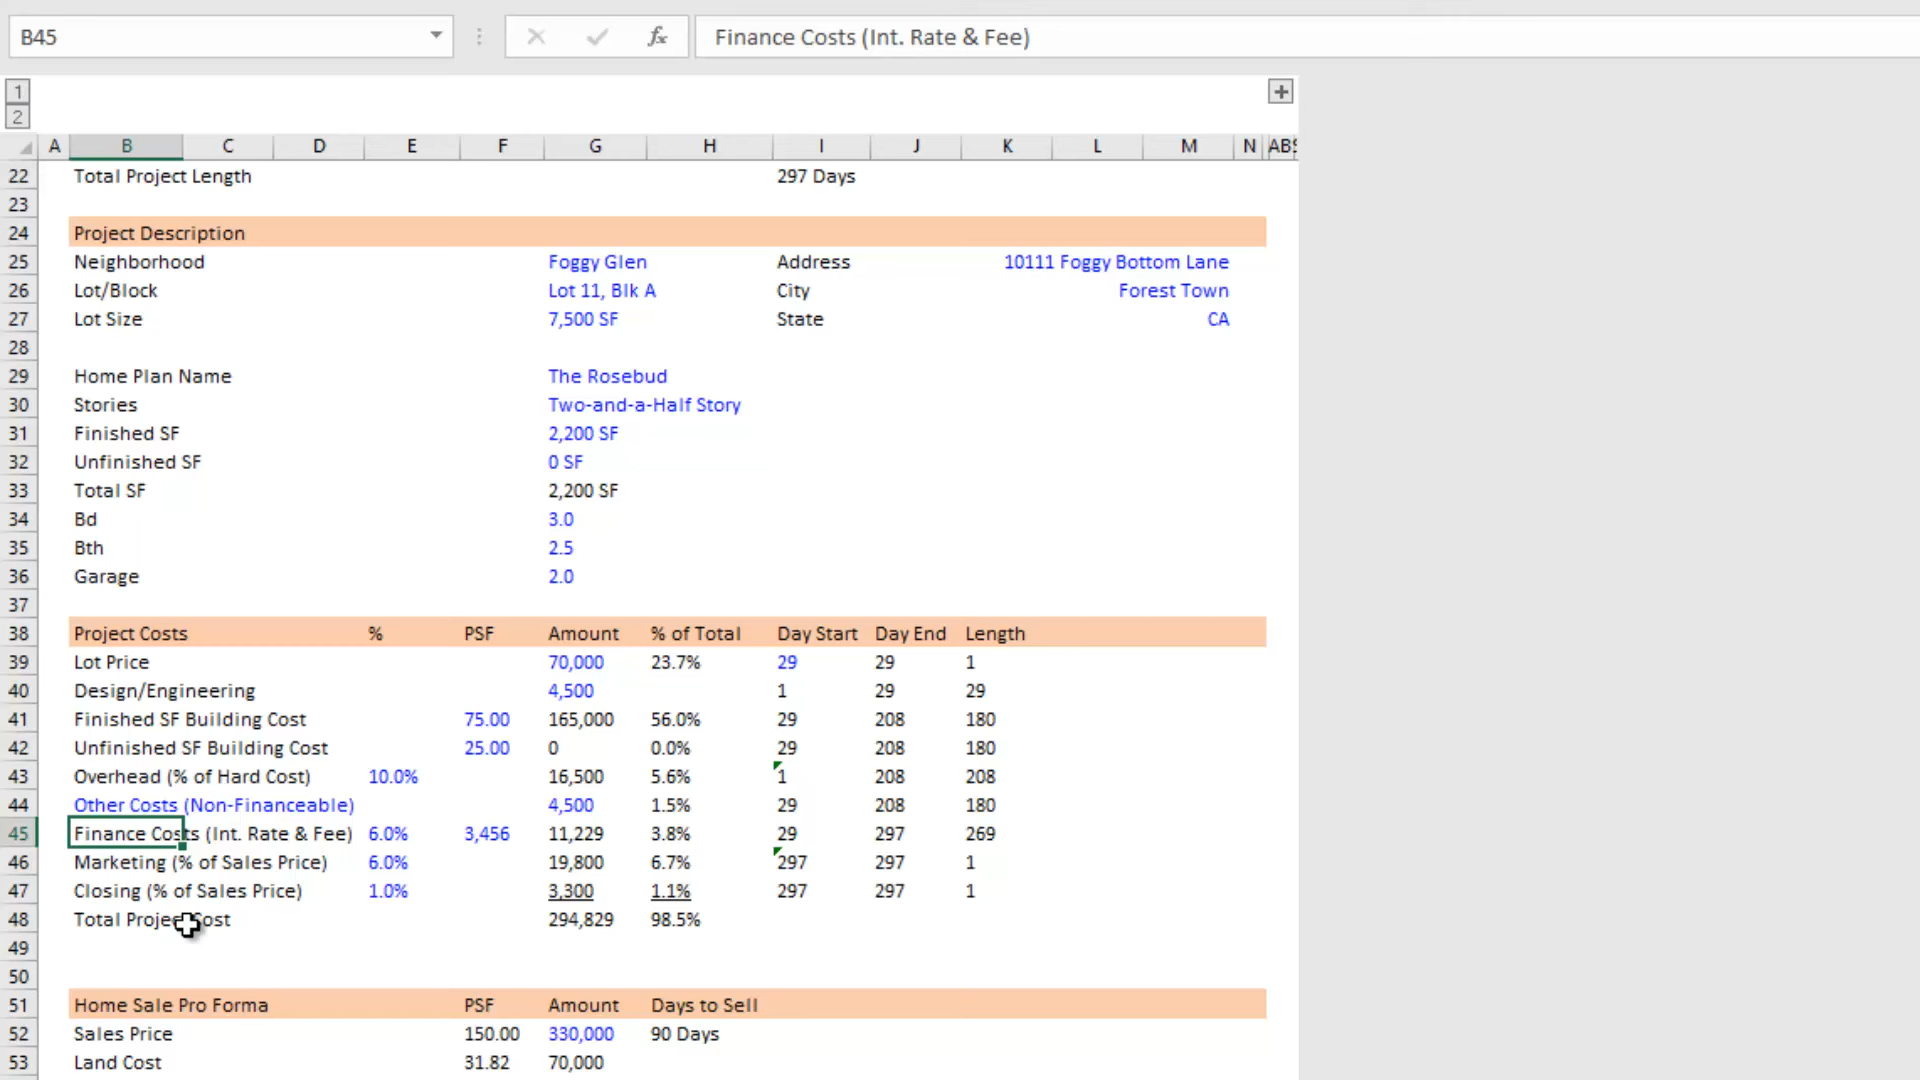 B45 fx Finance Costs (Int. Rate & Fee)
1
2
A B C D E F G H I J K L M N
22 Total Project Length 297 Days
23
24 Project Description
25 Neighborhood Foggy Glen Address 10111 Foggy Bottom Lane
26 Lot/Block Lot 11, Blk A City Forest Town
27 Lot Size 7,500 SF State CA
28
29 Home Plan Name The Rosebud
30 Stories Two-and-a-Half Story
31 Finished SF 2,200 SF
32 Unfinished SF 0 SF
33 Total SF 2,200 SF
34 Bd 3.0
35 Bth 2.5
36 Garage 2.0
37
38 Project Costs % PSF Amount % of Total Day Start Day End Length
39 Lot Price 70,000 23.7% 29 29 1
40 Design/Engineering 4,500 1 29 29
41 Finished SF Building Cost 75.00 165,000 56.0% 29 208 180
42 Unfinished SF Building Cost 25.00 0 0.0% 29 208 180
43 Overhead (% of Hard Cost) 10.0% 16,500 5.6% 1 208 208
44 Other Costs (Non-Financeable) 4,500 1.5% 29 208 180
45 Finance Costs (Int. Rate & Fee) 6.0% 3,456 11,229 3.8% 29 297 269
46 Marketing (% of Sales Price) 6.0% 19,800 6.7% 297 297 1
47 Closing (% of Sales Price) 1.0% 3,300 1.1% 297 297 1
48 Total Project Cost 294,829 98.5%
49
50
51 Home Sale Pro Forma PSF Amount Days to Sell
52 Sales Price 150.00 330,000 90 Days
53 Land Cost 31.82 70,000